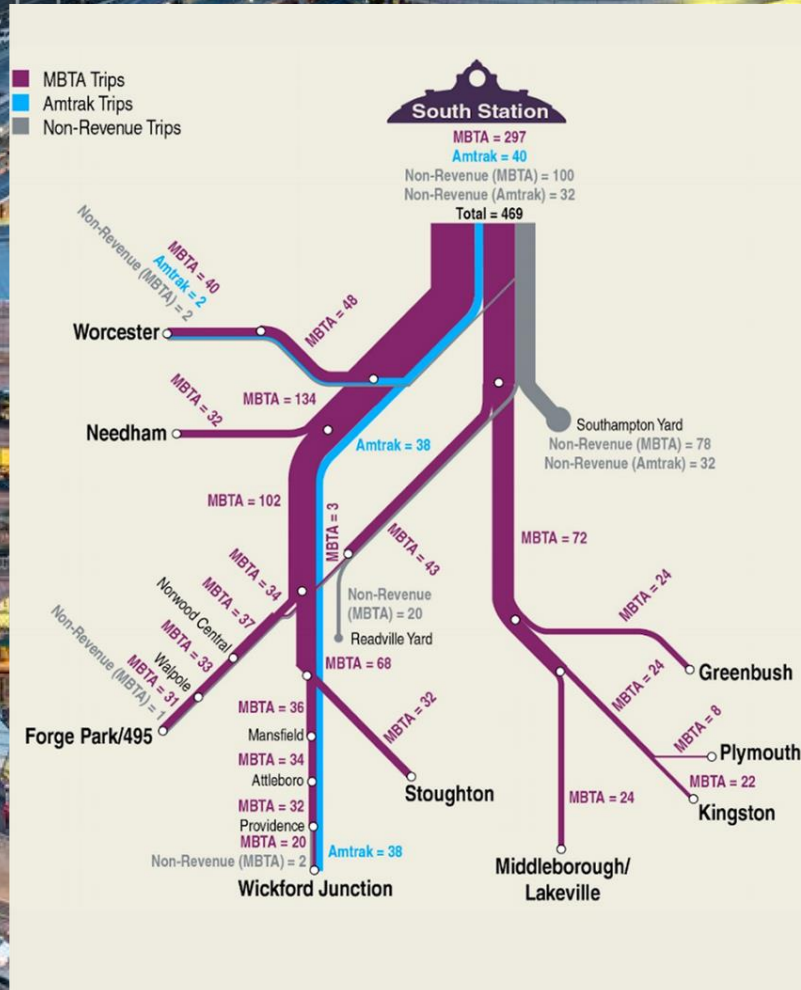 MBTA Trips
Amtrak Trips
Non-Revenue Trips
South Station
MBTA = 297
Amtrak = 40
Non-Revenue (MBTA) = 100
Non-Revenue (Amtrak) = 32
Total = 469
MBTA = 40
Amtrak = 2
Non-Revenue (MBTA) = 2
MBTA = 48
Worcester
MBTA = 134
MBTA = 32
Needham
Amtrak = 38
Southampton Yard
Non-Revenue (MBTA) = 78
Non-Revenue (Amtrak) = 32
MBTA = 102
MBTA = 3
MBTA = 43
MBTA = 72
MBTA = 34
MBTA = 37
Norwood Central
MBTA = 33
Walpole
MBTA = 31
Non-Revenue (MBTA) = 1
Forge Park/495
Non-Revenue
(MBTA) = 20
Readville Yard
MBTA = 24
Greenbush
MBTA = 68
MBTA = 36
MBTA = 32
Mansfield
MBTA = 34
Attleboro
Stoughton
MBTA = 32
Providence
MBTA = 20
Non-Revenue (MBTA) = 2
Amtrak = 38
Wickford Junction
MBTA = 24
MBTA = 8
Plymouth
MBTA = 22
Kingston
MBTA = 24
Middleborough/
Lakeville